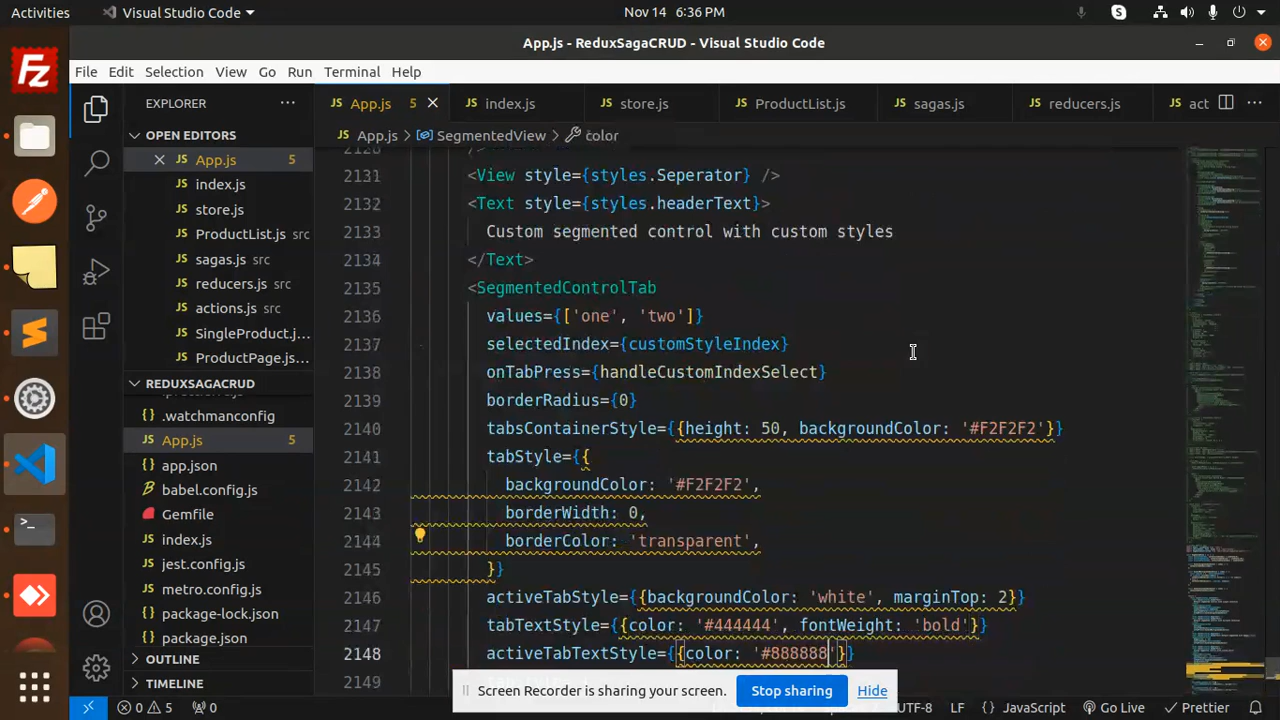 Activities
Visual Studio Code
Nov 14 6:36 PM
App.js - ReduxSagaCRUD - Visual Studio Code
File Edit Selection View Go Run Terminal Help
EXPLORER
OPEN EDITORS
JS App.js 5
JS index.js
JS store.js
JS ProductList.js src
JS sagas.js src
JS reducers.js src
JS actions.js src
JS SingleProduct.j...
JS ProductPage.js...
REDUXSAGACRUD
.watchmanconfig
JS App.js 5
app.json
babel.config.js
Gemfile
JS index.js
jest.config.js
JS metro.config.js
package-lock.json
package.json
OUTLINE
TIMELINE
JS App.js 5
JS index.js
JS store.js
JS ProductList.js
JS sagas.js
JS reducers.js
JS act
JS App.js > SegmentedView > color
2131 <View style={styles.Seperator} />
2132 <Text style={styles.headerText}>
2133 Custom segmented control with custom styles
2134 </Text>
2135 <SegmentedControlTab
2136 values={['one', 'two']}
2137 selectedIndex={customStyleIndex}
2138 onTabPress={handleCustomIndexSelect}
2139 borderRadius={0}
2140 tabsContainerStyle={{height: 50, backgroundColor: '#F2F2F2'}}
2141 tabStyle={{
2142 backgroundColor: '#F2F2F2',
2143 borderWidth: 0,
2144 borderColor: 'transparent',
2145 }}
2146 activeTabStyle={{backgroundColor: 'white', marginTop: 2}}
2147 tabTextStyle={{color: '#444444', fontWeight: 'bold'}}
2148 activeTabTextStyle={{color: '#888888'}}
2149
Screen Recorder is sharing your screen.
Stop sharing
Hide
0 5 0
UTF-8 LF {} JavaScript Go Live Prettier